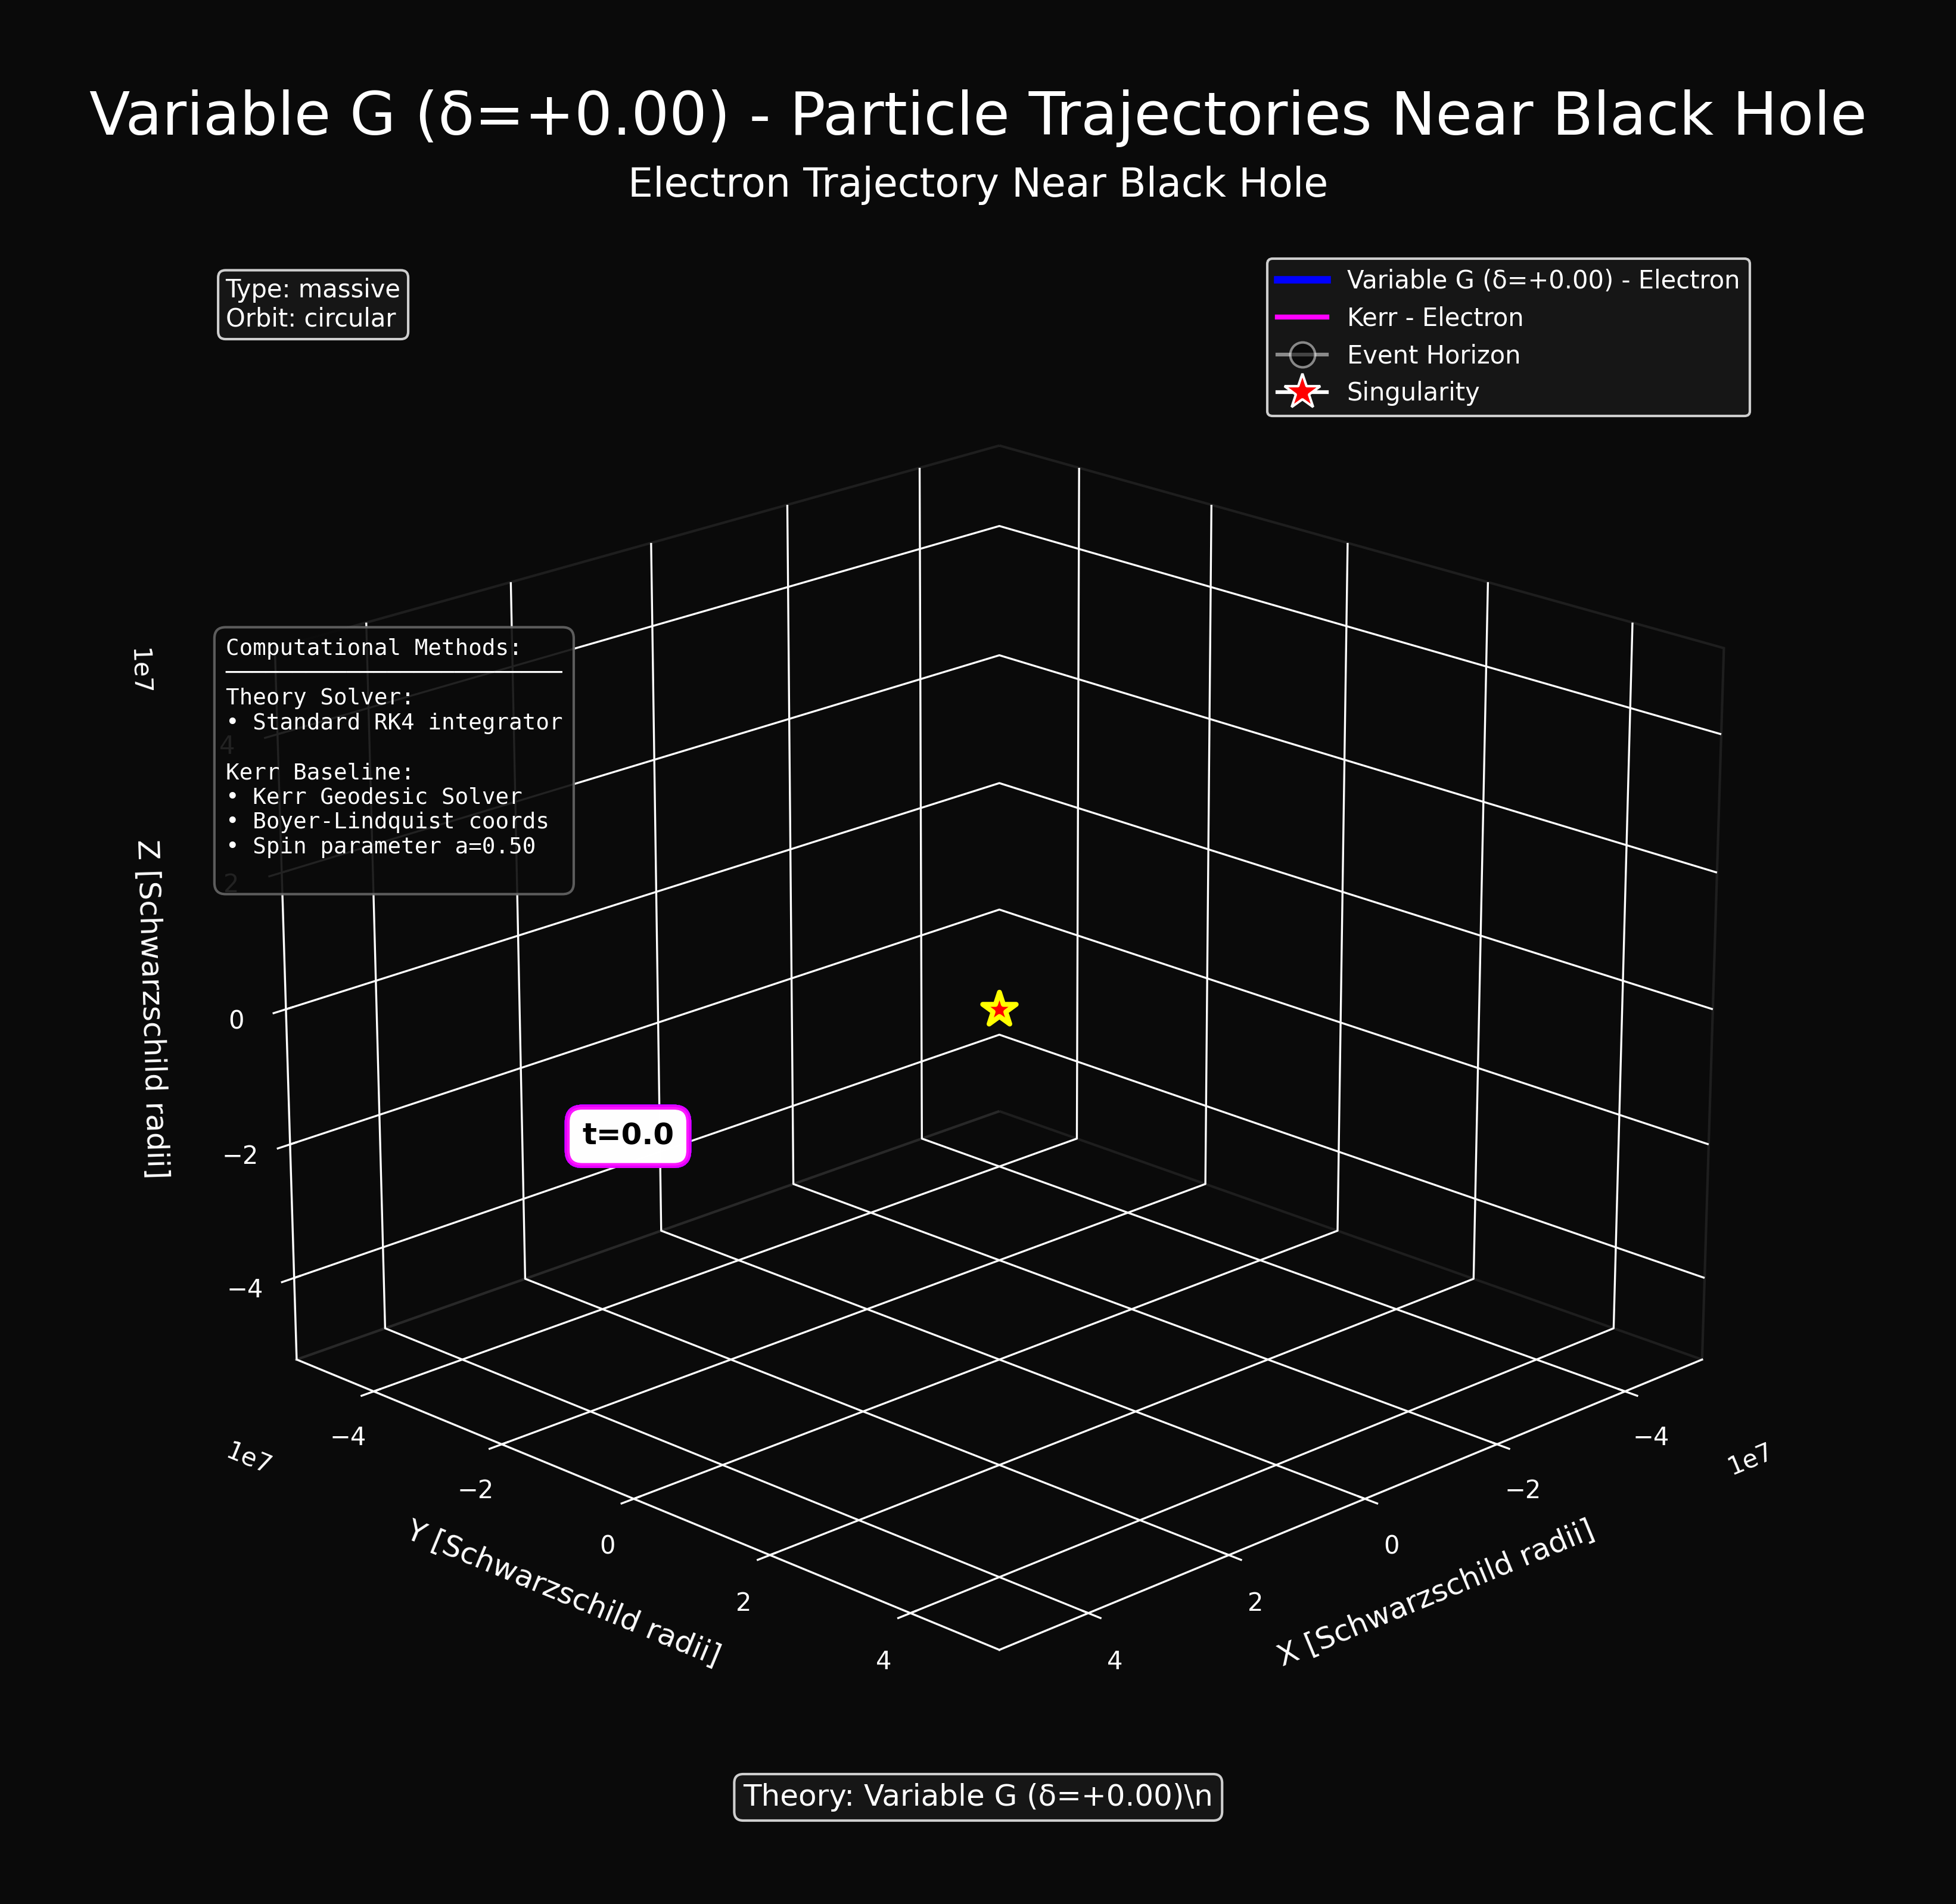 Variable G (δ=+0.00) - Particle Trajectories Near Black Hole
Electron Trajectory Near Black Hole
Type: massive
Orbit: circular
Variable G (δ=+0.00) - Electron
Kerr - Electron
Event Horizon
Singularity
1e7
Computational Methods:
Theory Solver:
• Standard RK4 integrator
Kerr Baseline:
• Kerr Geodesic Solver
• Boyer-Lindquist coords
• Spin parameter a=0.50
4
2
0
−2
−4
Z [Schwarzschild radii]
t=0.0
1e7
−4
−2
0
2
4
Y [Schwarzschild radii]
4
2
0
−2
−4
1e7
X [Schwarzschild radii]
Theory: Variable G (δ=+0.00)\n